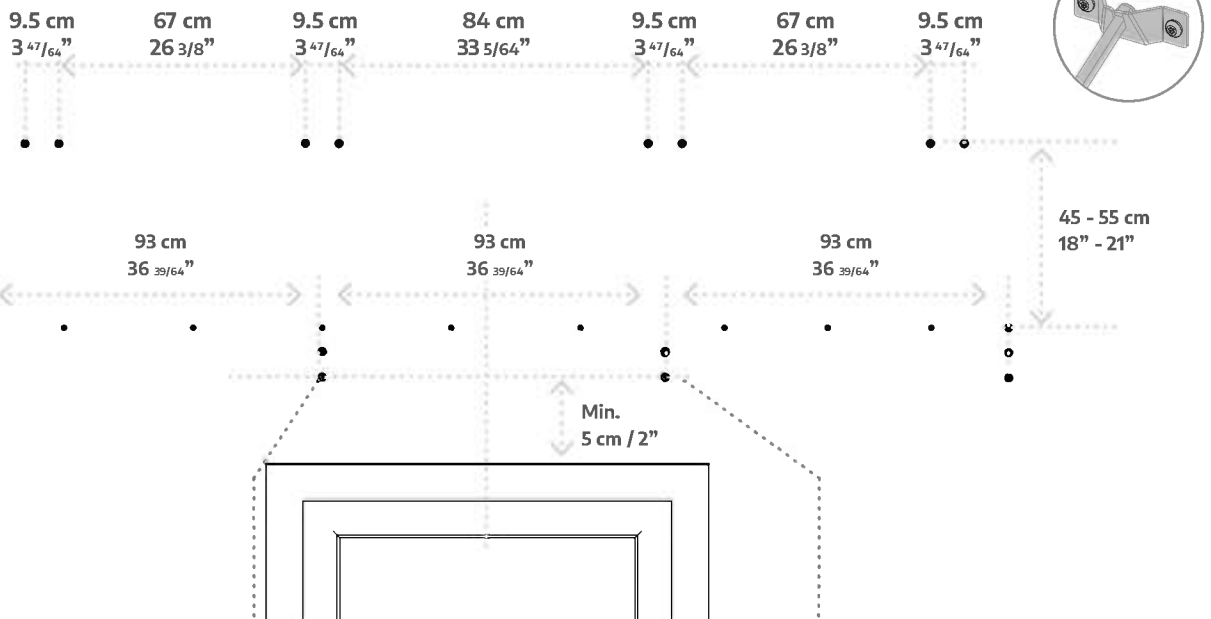 9.5 cm 67 cm 9.5 cm 84 cm 9.5 cm 67 cm 9.5 cm
3 47/64” 26 3/8” 3 47/64” 33 5/64” 3 47/64” 26 3/8” 3 47/64”
45 - 55 cm
18” - 21”
93 cm 93 cm 93 cm
36 39/64” 36 39/64” 36 39/64”
Min.
5 cm / 2”